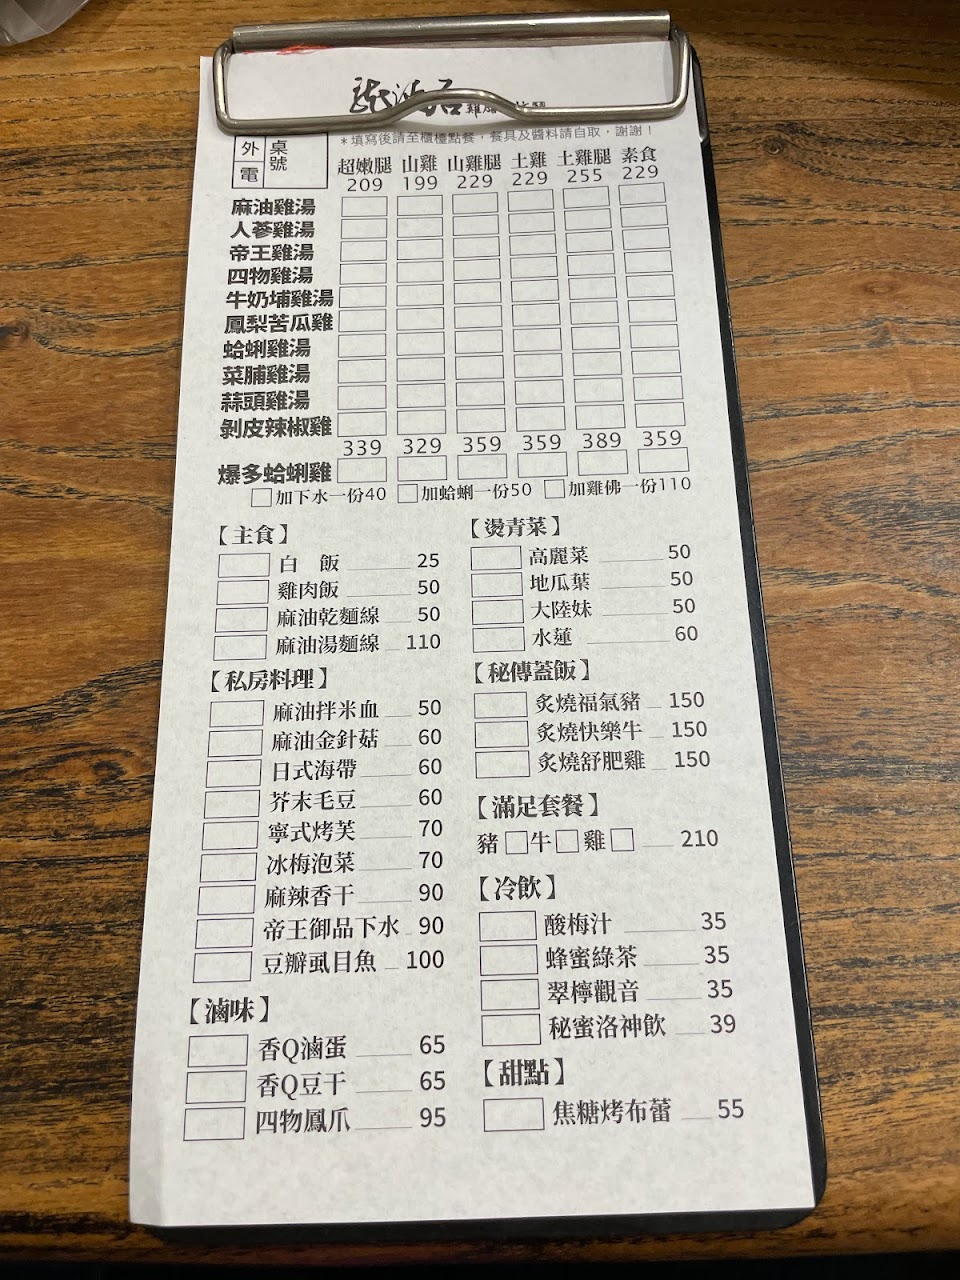 外電 桌號
*填寫後請至櫃檯點餐，餐具及醬料請自取，謝謝！
超嫩腿 山雞 山雞腿 土雞 土雞腿 素食
209 199 229 229 255 229
麻油雞湯
人蔘雞湯
帝王雞湯
四物雞湯
牛奶埔雞湯
鳳梨苦瓜雞
蛤蜊雞湯
菜脯雞湯
蒜頭雞湯
剝皮辣椒雞
339 329 359 359 389 359
爆多蛤蜊雞
加下水一份40 加蛤蜊一份50 加雞佛一份110
【主食】
白 飯 25
雞肉飯 50
麻油乾麵線 50
麻油湯麵線 110
【私房料理】
麻油拌米血 50
麻油金針菇 60
日式海帶 60
芥末毛豆 60
寧式烤芙 70
冰梅泡菜 70
麻辣香干 90
帝王御品下水 90
豆瓣虱目魚 100
【滷味】
香Q滷蛋 65
香Q豆干 65
四物鳳爪 95
【燙青菜】
高麗菜 50
地瓜葉 50
大陸妹 50
水蓮 60
【秘傳蓋飯】
炙燒福氣豬 150
炙燒快樂牛 150
炙燒舒肥雞 150
【滿足套餐】
豬 牛 雞 210
【冷飲】
酸梅汁 35
蜂蜜綠茶 35
翠檸觀音 35
秘蜜洛神飲 39
【甜點】
焦糖烤布蕾 55